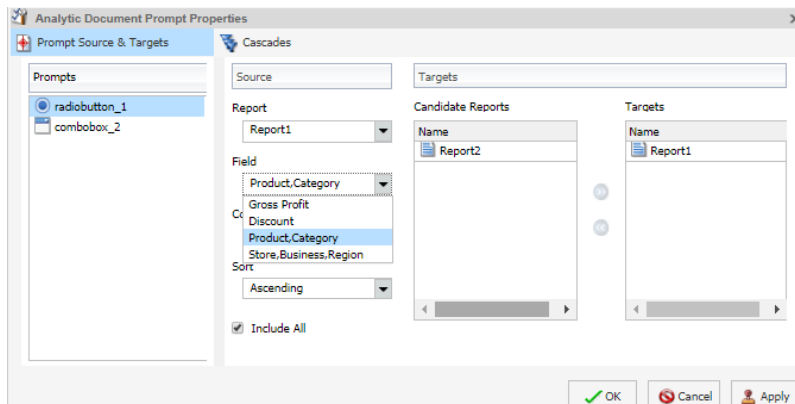 Analytic Document Prompt Properties
Prompt Source & Targets
Cascades
Prompts
radiobutton_1
combobox_2
Source
Report
Report1
Field
Product,Category
Gross Profit
Discount
Product,Category
Store,Business,Region
Sort
Ascending
Include All
Targets
Candidate Reports
Name
Report2
Targets
Name
Report1
OK
Cancel
Apply